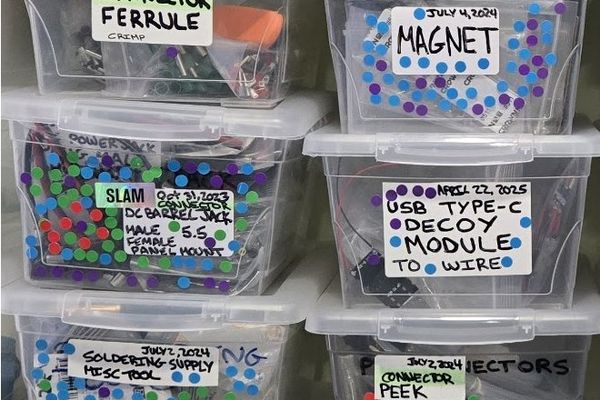 FERRULE
CRIMP
JULY 4, 2024
MAGNET
POWERJACK
SLAM
Oct 31, 2023
CONNECTOR
DC BARREL JACK
MALE 5.5
FEMALE
PANEL MOUNT
APRIL 22, 2025
USB TYPE-C
DECOY
MODULE
TO WIRE
JULY 2, 2024
SOLDERING SUPPLY
MISC TOOL
JULY 2, 2024
CONNECTOR
PEEK